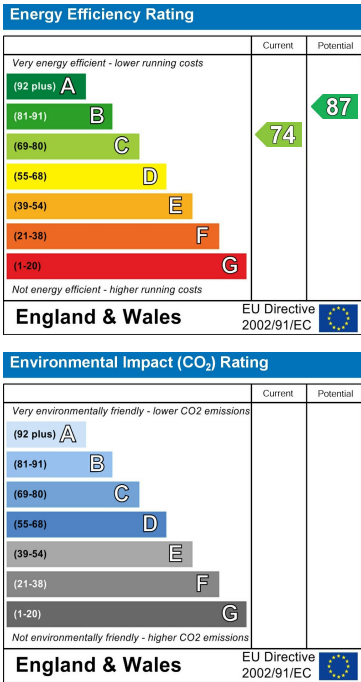 Energy Efficiency Rating
Current Potential
Very energy efficient - lower running costs
(92 plus) A
(81-91) B
(69-80) C
(55-68) D
(39-54) E
(21-38) F
(1-20) G
74
87
Not energy efficient - higher running costs
England & Wales
EU Directive
2002/91/EC
Environmental Impact (CO₂) Rating
Current Potential
Very environmentally friendly - lower CO2 emissions
(92 plus) A
(81-91) B
(69-80) C
(55-68) D
(39-54) E
(21-38) F
(1-20) G
Not environmentally friendly - higher CO2 emissions
England & Wales
EU Directive
2002/91/EC